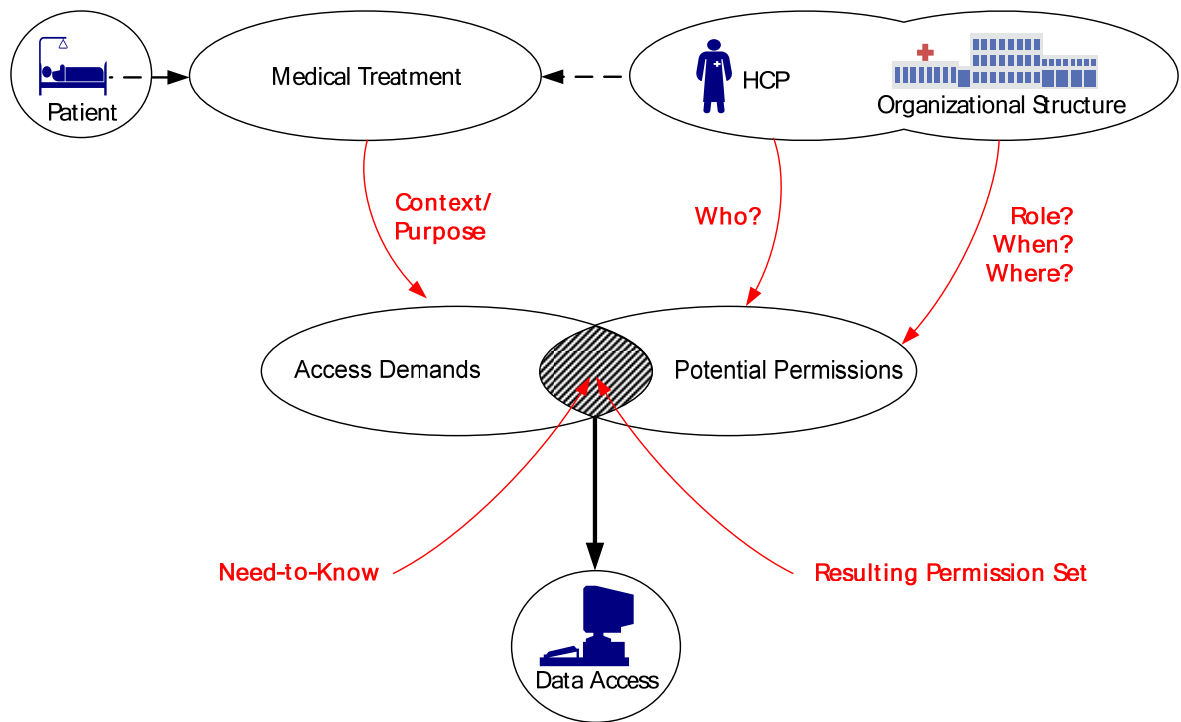 Patient
Medical Treatment
HCP
Organizational Structure
Context/
Purpose
Who?
Role?
When?
Where?
Access Demands
Potential Permissions
Need-to-Know
Resulting Permission Set
Data Access